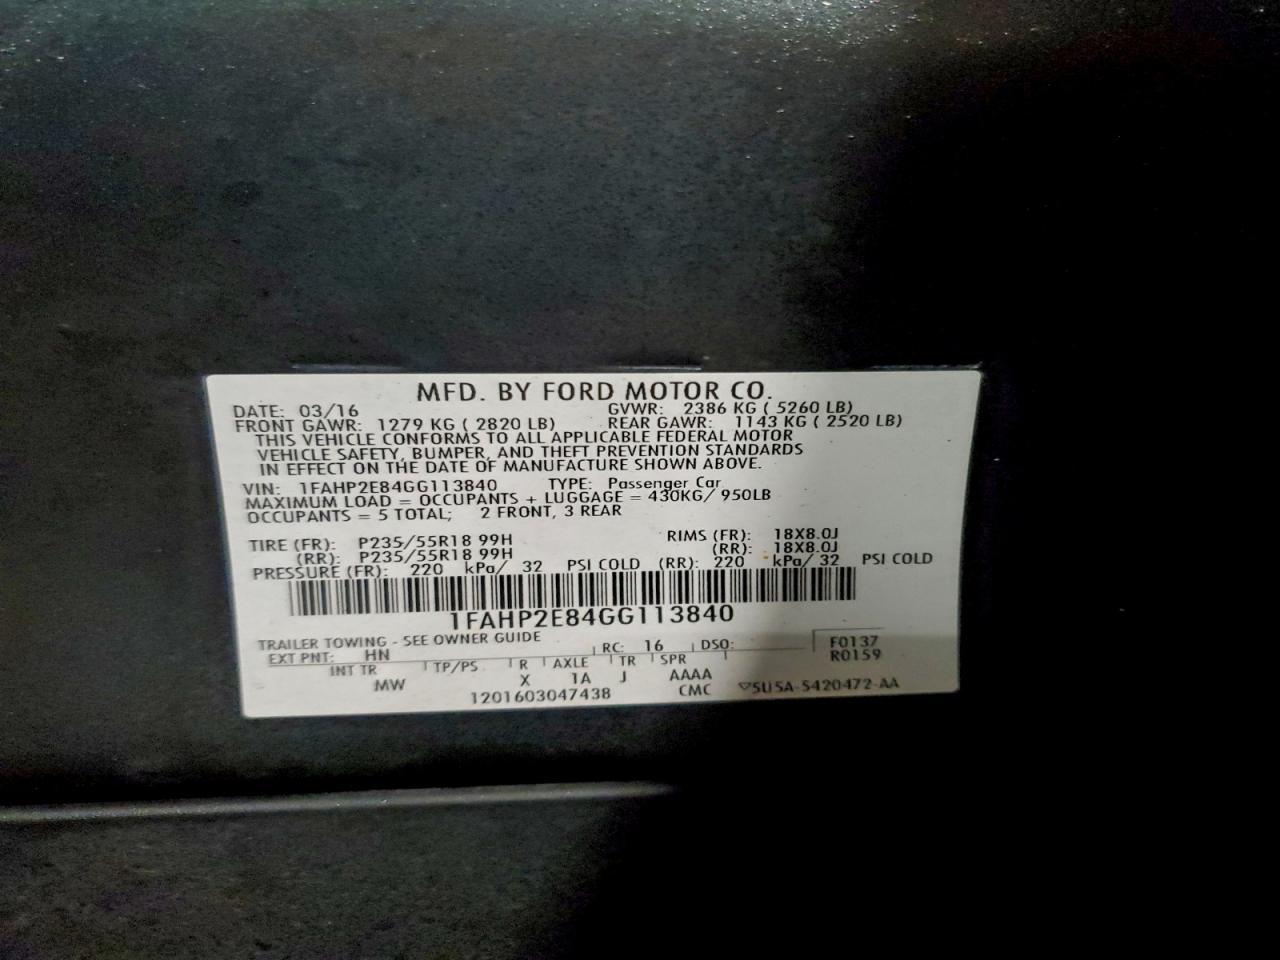 MFD. BY FORD MOTOR CO.
DATE: 03/16 GVWR: 2386 KG ( 5260 LB)
FRONT GAWR: 1279 KG ( 2820 LB) REAR GAWR: 1143 KG ( 2520 LB)
THIS VEHICLE CONFORMS TO ALL APPLICABLE FEDERAL MOTOR
VEHICLE SAFETY, BUMPER, AND THEFT PREVENTION STANDARDS
IN EFFECT ON THE DATE OF MANUFACTURE SHOWN ABOVE.
VIN: 1FAHP2E84GG113840 TYPE: Passenger Car
MAXIMUM LOAD = OCCUPANTS + LUGGAGE = 430KG/ 950LB
OCCUPANTS = 5 TOTAL; 2 FRONT, 3 REAR
TIRE (FR): P235/55R18 99H RIMS (FR): 18X8.0J
(RR): P235/55R18 99H (RR): 18X8.0J
PRESSURE (FR): 220 kPa/ 32 PSI COLD (RR): 220 kPa/ 32 PSI COLD
1FAHP2E84GG113840
TRAILER TOWING - SEE OWNER GUIDE
EXT PNT: HN RC: 16 DSO: F0137
R0159
INT TR TP/PS R AXLE TR SPR
MW X 1A J AAAA
1201603047438 CMC ▽5U5A-5420472-AA